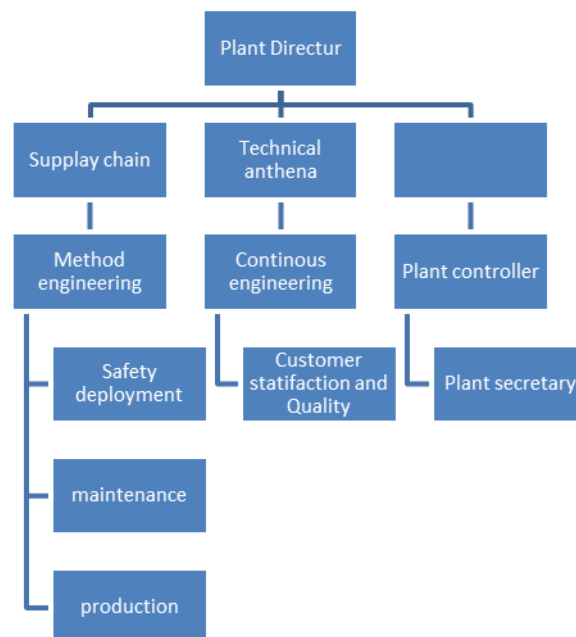 Plant Directur
Supplay chain
Technical
anthena
Method
engineering
Continous
engineering
Plant controller
Safety
deployment
Customer
statifaction and
Quality
Plant secretary
maintenance
production